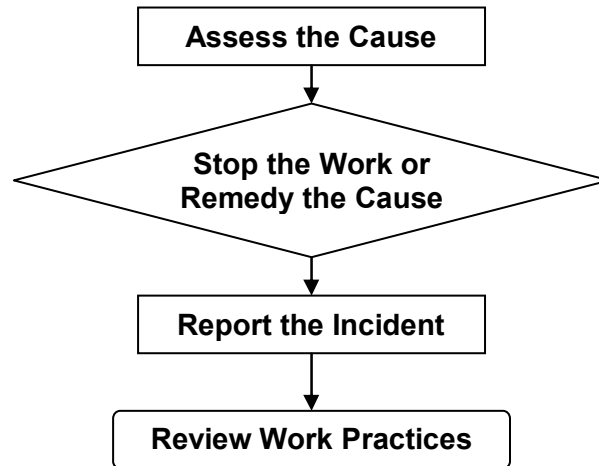 Assess the Cause
Stop the Work or
Remedy the Cause
Report the Incident
Review Work Practices